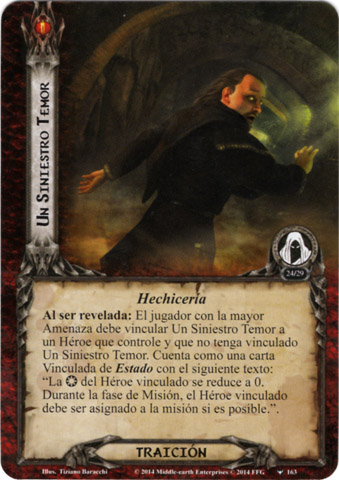 Un Siniestro Temor
24/29
Hechicería
Al ser revelada: El jugador con la mayor
Amenaza debe vincular Un Siniestro Temor a
un Héroe que controle y que no tenga vinculado
Un Siniestro Temor. Cuenta como una carta
Vinculada de Estado con el siguiente texto:
“La del Héroe vinculado se reduce a 0.
Durante la fase de Misión, el Héroe vinculado
debe ser asignado a la misión si es posible.”.
TRAICIÓN
Illus. Tiziano Baracchi © 2014 Middle-earth Enterprises © 2014 FFG 163